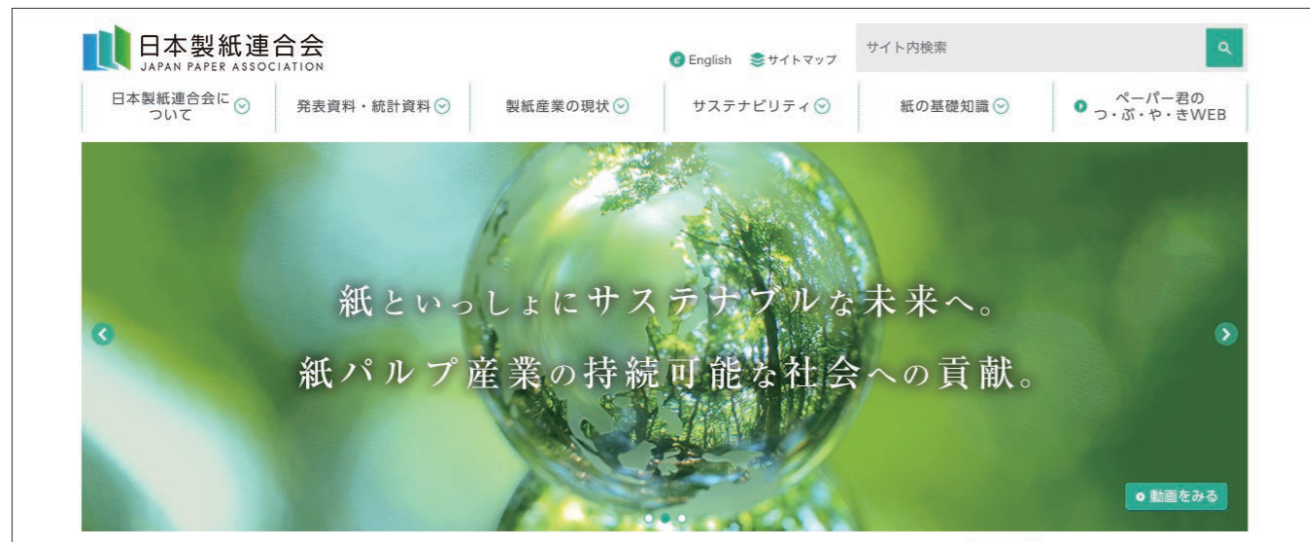 日本製紙連合会
JAPAN PAPER ASSOCIATION
English
サイトマップ
サイト内検索
日本製紙連合会に
ついて
発表資料・統計資料
製紙産業の現状
サステナビリティ
紙の基礎知識
ペーパー君の
つ・ぶ・や・きWEB
紙といっしょにサステナブルな未来へ。
紙パルプ産業の持続可能な社会への貢献。
動画をみる